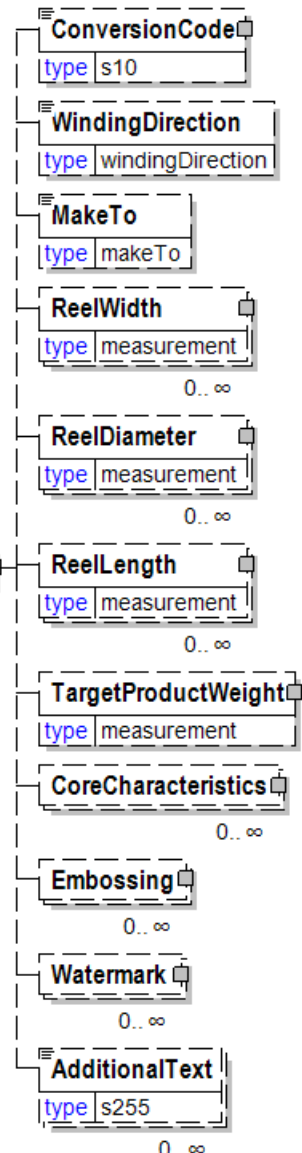 ConversionCode
type s10
WindingDirection
type windingDirection
MakeTo
type makeTo
ReelWidth
type measurement
0.. ∞
ReelDiameter
type measurement
0.. ∞
ReelLength
type measurement
0.. ∞
TargetProductWeight
type measurement
CoreCharacteristics
0.. ∞
Embossing
0.. ∞
Watermark
0.. ∞
AdditionalText
type s255
0.. ∞